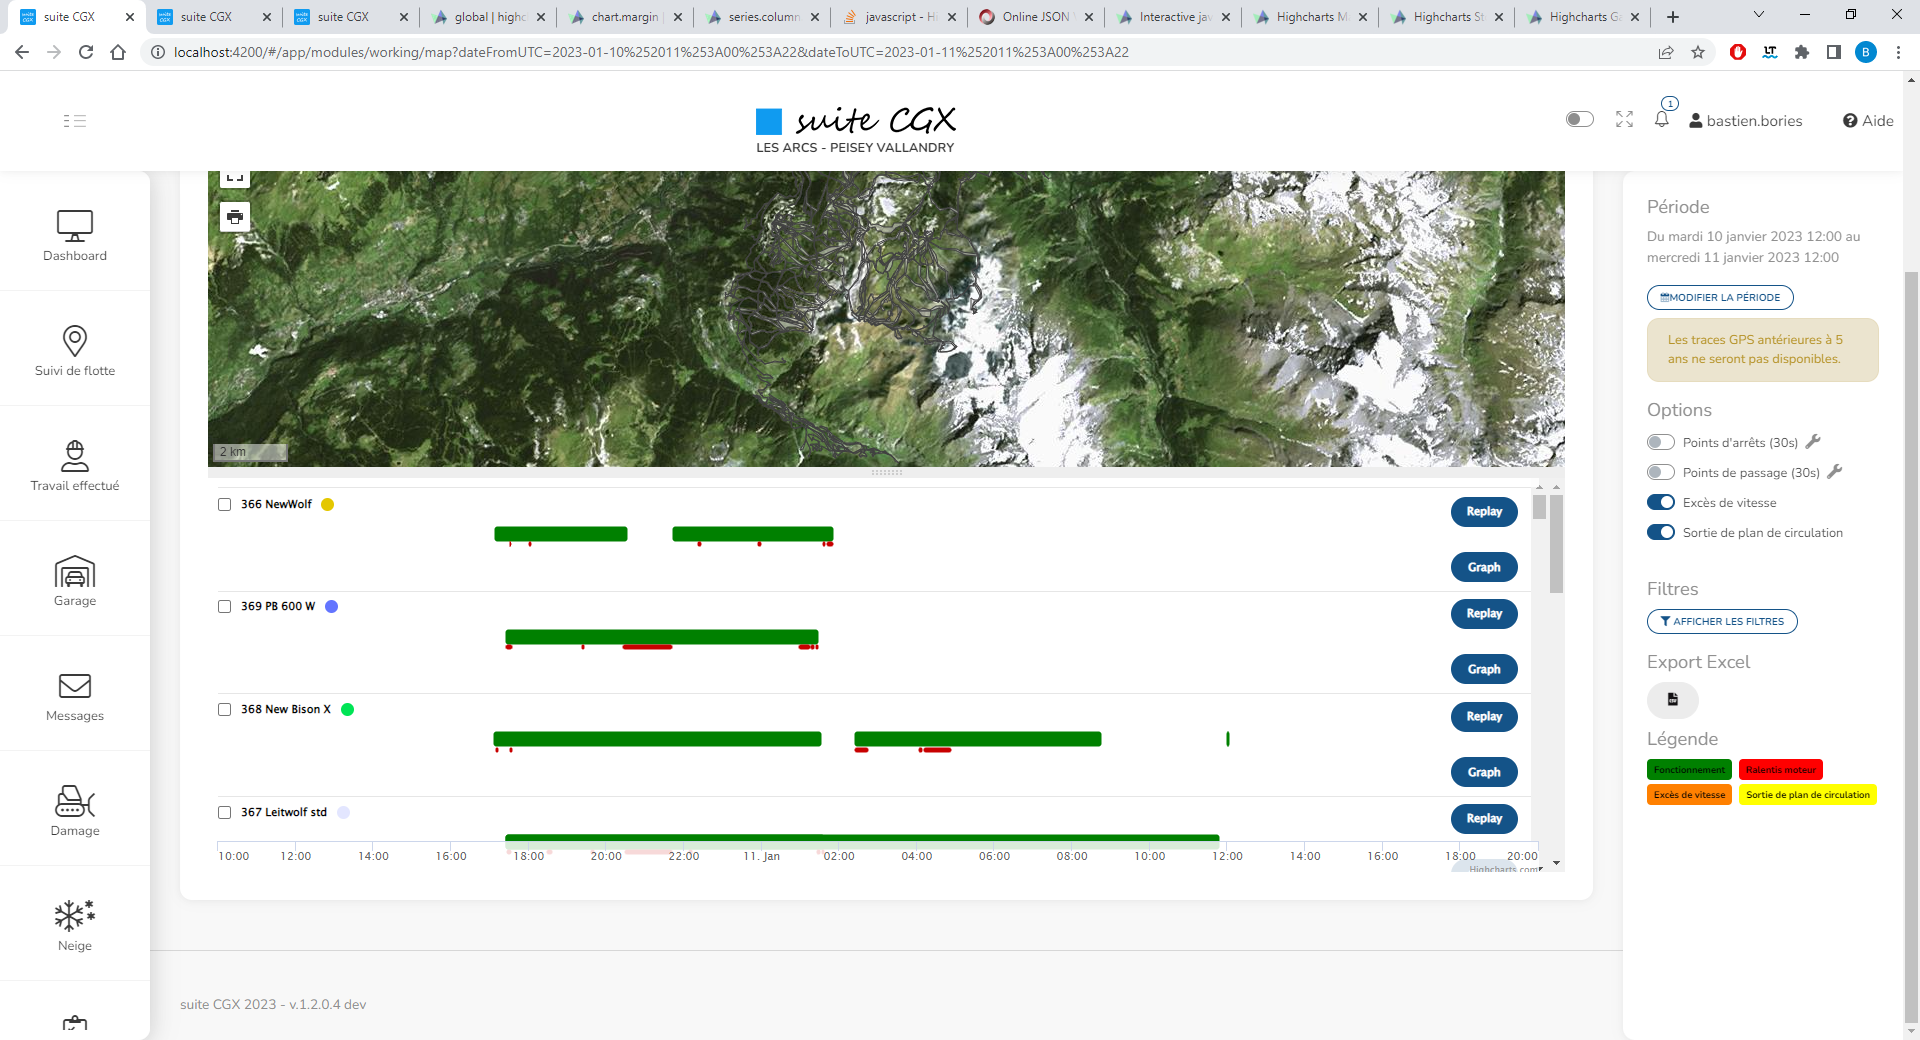 suite CGX
suite CGX
suite CGX
global | highc
chart.margin |
series.column
javascript - Hi
Online JSON
Interactive jav
Highcharts M
Highcharts St
Highcharts Ga
localhost:4200/#/app/modules/working/map?dateFromUTC=2023-01-10%252011%253A00%253A22&dateToUTC=2023-01-11%252011%253A00%253A22
LT
B
suite CGX
LES ARCS - PEISEY VALLANDRY
1
bastien.bories
Aide
Dashboard
Suivi de flotte
Travail effectué
Garage
Messages
Damage
Neige
2 km
366 NewWolf
Replay
Graph
369 PB 600 W
Replay
Graph
368 New Bison X
Replay
Graph
367 Leitwolf std
Replay
10:00 12:00 14:00 16:00 18:00 20:00 22:00 11. Jan 02:00 04:00 06:00 08:00 10:00 12:00 14:00 16:00 18:00 20:00
Highcharts.com
Période
Du mardi 10 janvier 2023 12:00 au
mercredi 11 janvier 2023 12:00
MODIFIER LA PÉRIODE
Les traces GPS antérieures à 5
ans ne seront pas disponibles.
Options
Points d'arrêts (30s)
Points de passage (30s)
Excès de vitesse
Sortie de plan de circulation
Filtres
AFFICHER LES FILTRES
Export Excel
Légende
Fonctionnement
Ralentis moteur
Excès de vitesse
Sortie de plan de circulation
suite CGX 2023 - v.1.2.0.4 dev